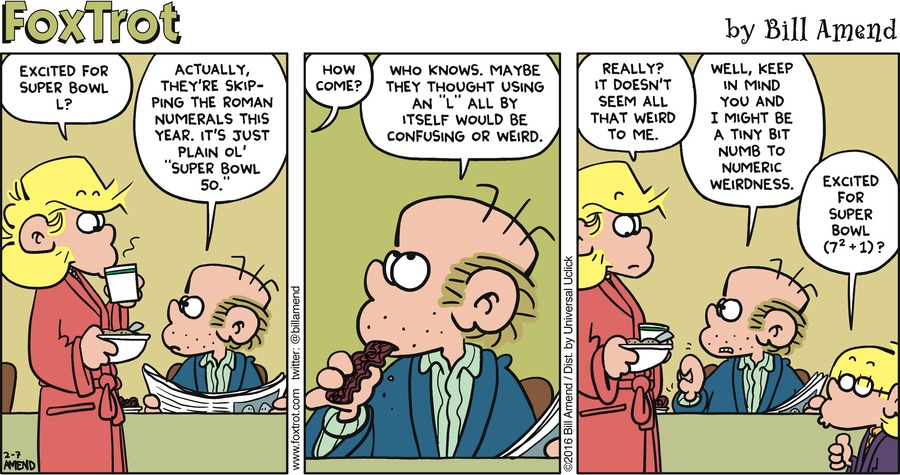 FOXTROT
by Bill Amend
EXCITED FOR
SUPER BOWL
L?
ACTUALLY,
THEY'RE SKIP-
PING THE ROMAN
NUMERALS THIS
YEAR. IT'S JUST
PLAIN OL'
"SUPER BOWL
50."
2-7
AMEND
www.foxtrot.com twitter: @billamend
HOW
COME?
WHO KNOWS. MAYBE
THEY THOUGHT USING
AN "L" ALL BY
ITSELF WOULD BE
CONFUSING OR WEIRD.
©2016 Bill Amend / Dist. by Universal Uclick
REALLY?
IT DOESN'T
SEEM ALL
THAT WEIRD
TO ME.
WELL, KEEP
IN MIND
YOU AND
I MIGHT BE
A TINY BIT
NUMB TO
NUMERIC
WEIRDNESS.
EXCITED
FOR
SUPER
BOWL
(7²+1)?